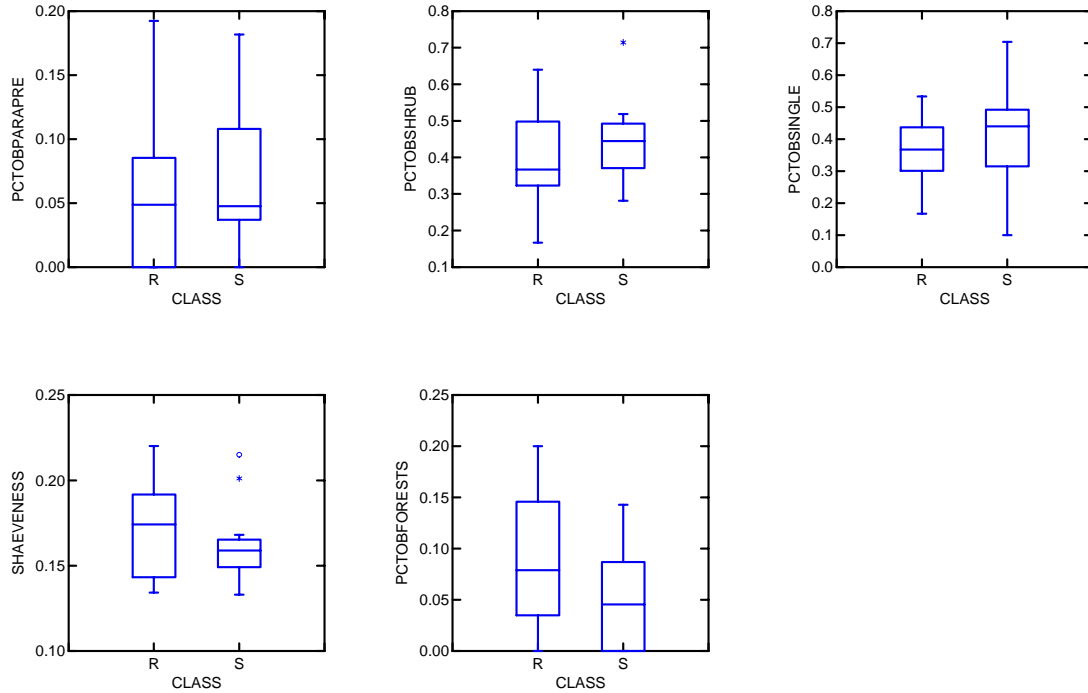 PCTOBPARAPRE
0.20
0.15
0.10
0.05
0.00
R S
CLASS
PCTOBSHRUB
0.8
0.7
0.6
0.5
0.4
0.3
0.2
0.1
R S
CLASS
PCTOBSINGLE
0.8
0.7
0.6
0.5
0.4
0.3
0.2
0.1
0.0
R S
CLASS
SHAEVENESS
0.25
0.20
0.15
0.10
R S
CLASS
PCTOBFORESTS
0.25
0.20
0.15
0.10
0.05
0.00
R S
CLASS